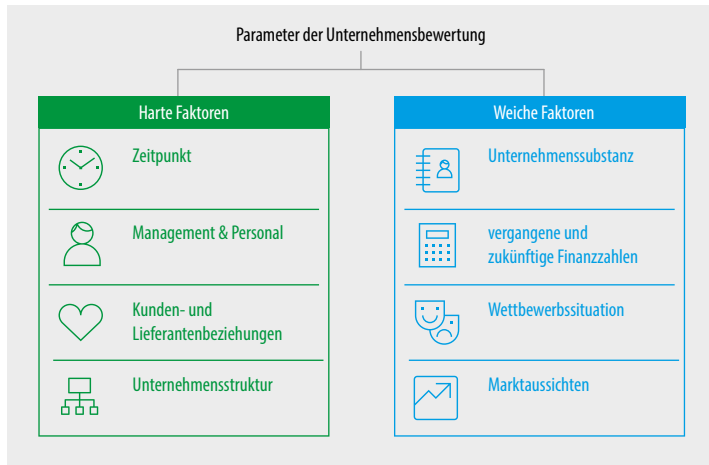 Parameter der Unternehmensbewertung
Harte Faktoren
Zeitpunkt
Management & Personal
Kunden- und
Lieferantenbeziehungen
Unternehmensstruktur
Weiche Faktoren
Unternehmenssubstanz
vergangene und
zukünftige Finanzzahlen
Wettbewerbssituation
Marktaussichten